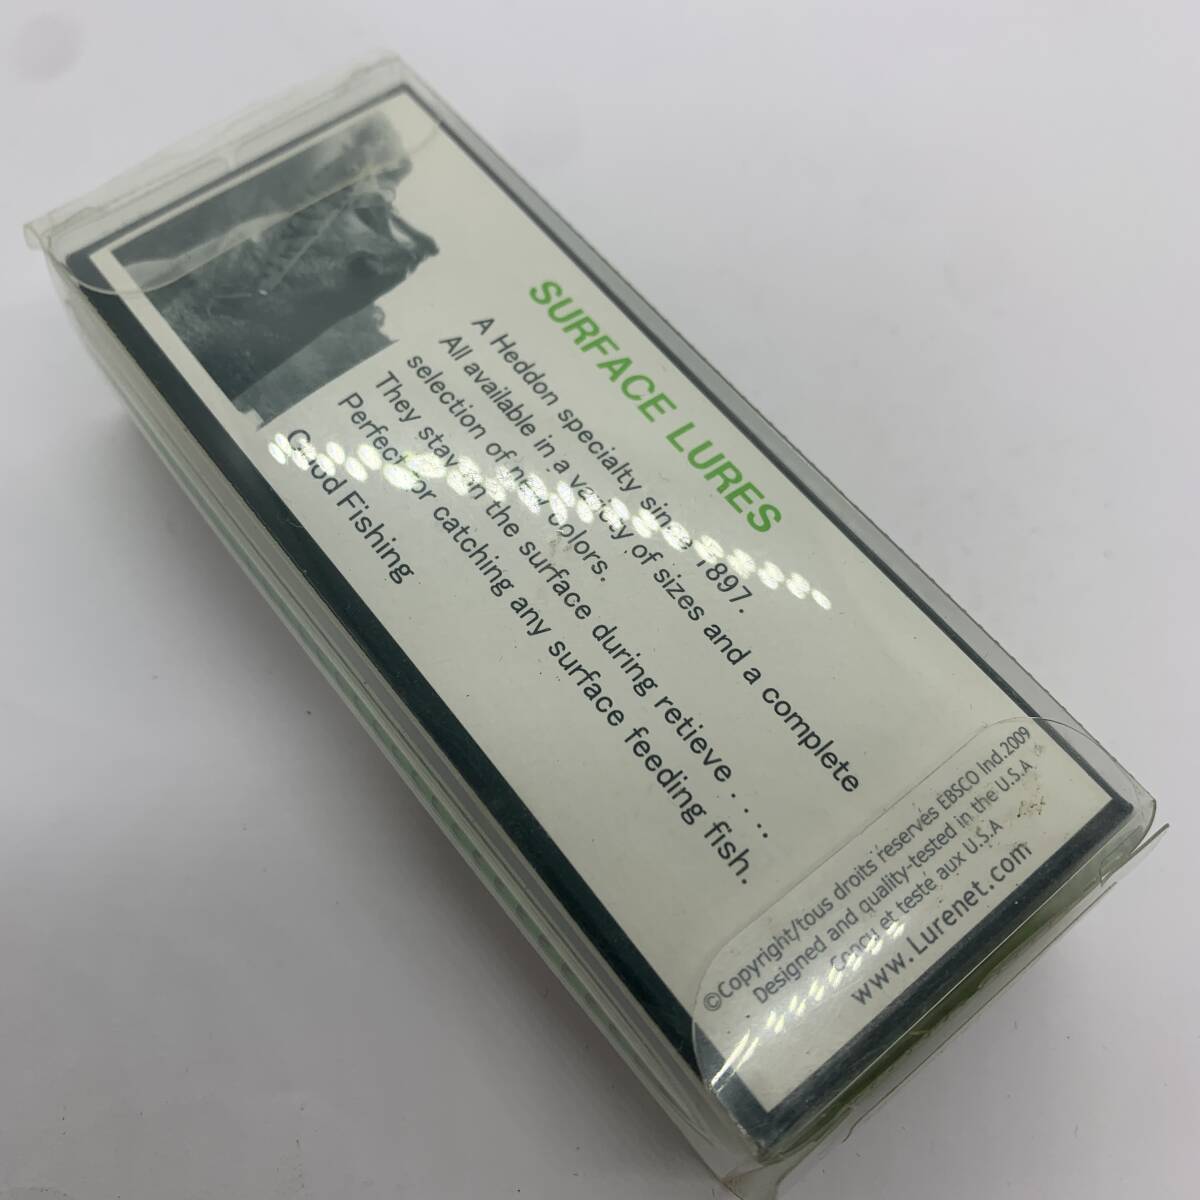 SURFACE LURES
A Heddon specialty since 1897.
All available in a variety of sizes and a complete
selection of new colors.
They stay on the surface during retieve . . ..
Perfect for catching any surface feeding fish.
Good Fishing
©Copyright/tous droits reservés EBSCO Ind.2009
Designed and quality-tested in the U.S.A
Conçu et testé aux U.S.A
www.Lurenet.com